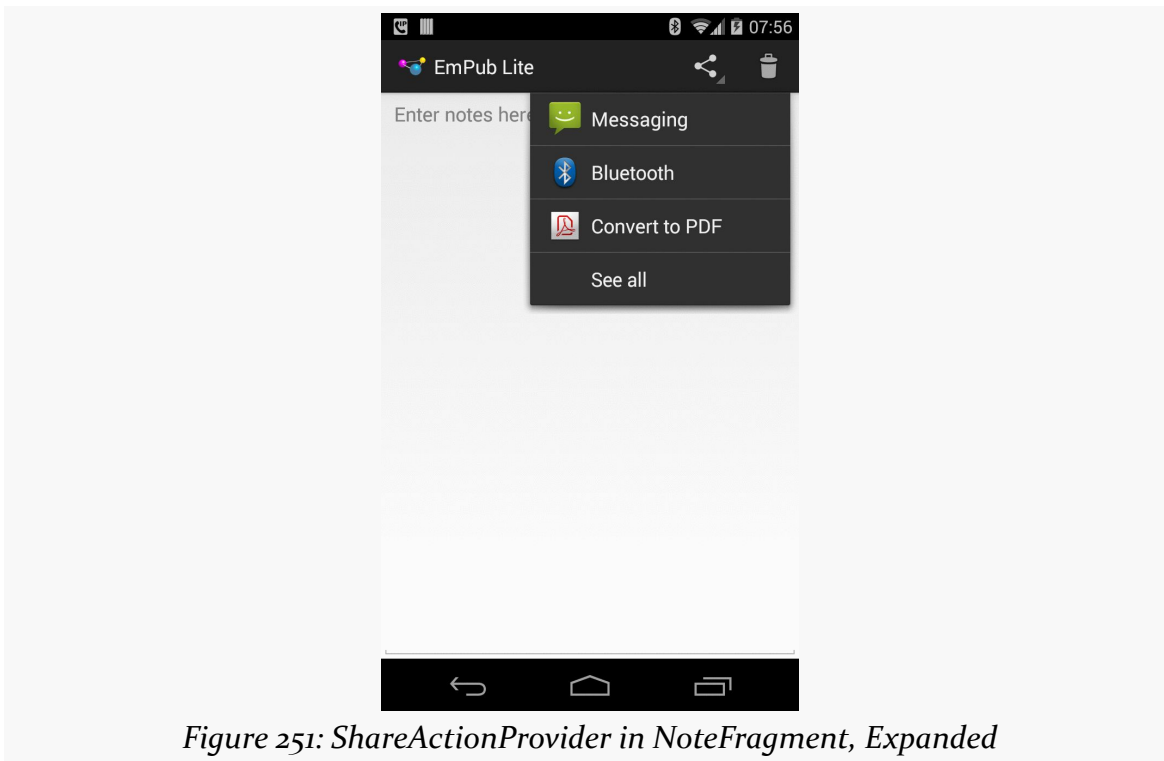 07:56
EmPub Lite
Enter notes here
Messaging
Bluetooth
Convert to PDF
See all
Figure 251: ShareActionProvider in NoteFragment, Expanded